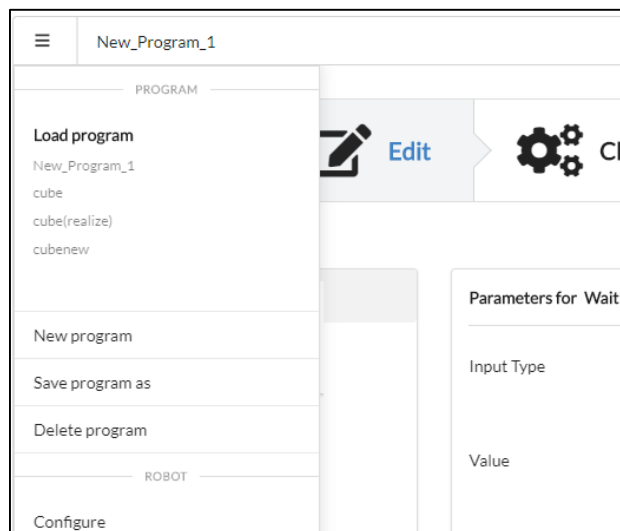 New_Program_1
PROGRAM
Load program
New_Program_1
cube
cube(realize)
cubenew
New program
Save program as
Delete program
ROBOT
Configure
Edit
Parameters for Wait
Input Type
Value